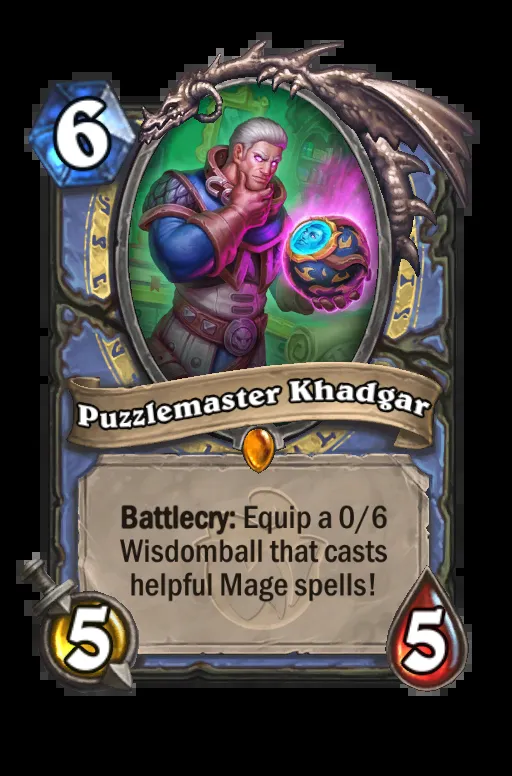 6
Puzzlemaster Khadgar
Battlecry: Equip a 0/6
Wisdomball that casts
helpful Mage spells!
5
5